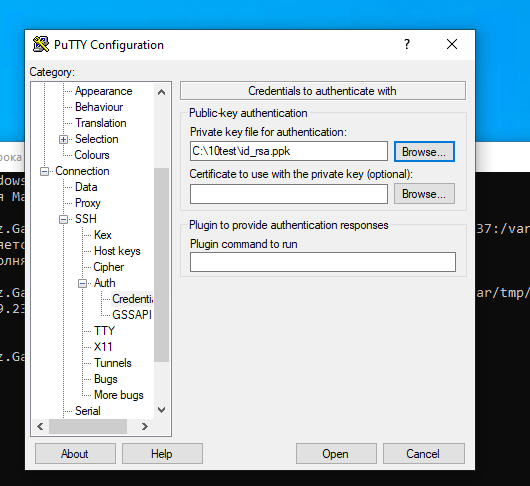 PuTTY Configuration
?
Category:
Appearance
Behaviour
Translation
Selection
Colours
Connection
Data
Proxy
SSH
Kex
Host keys
Cipher
Auth
Credentia
GSSAPI
TTY
X11
Tunnels
Bugs
More bugs
Serial
Credentials to authenticate with
Public-key authentication
Private key file for authentication:
C:\10test\id_rsa.ppk
Browse...
Certificate to use with the private key (optional):
Browse...
Plugin to provide authentication responses
Plugin command to run
About
Help
Open
Cancel
рока
dows
я Ma
z.Ga
37:/var
яетс
олня
z.Ga
ar/tmp/
9.23
z.Ga